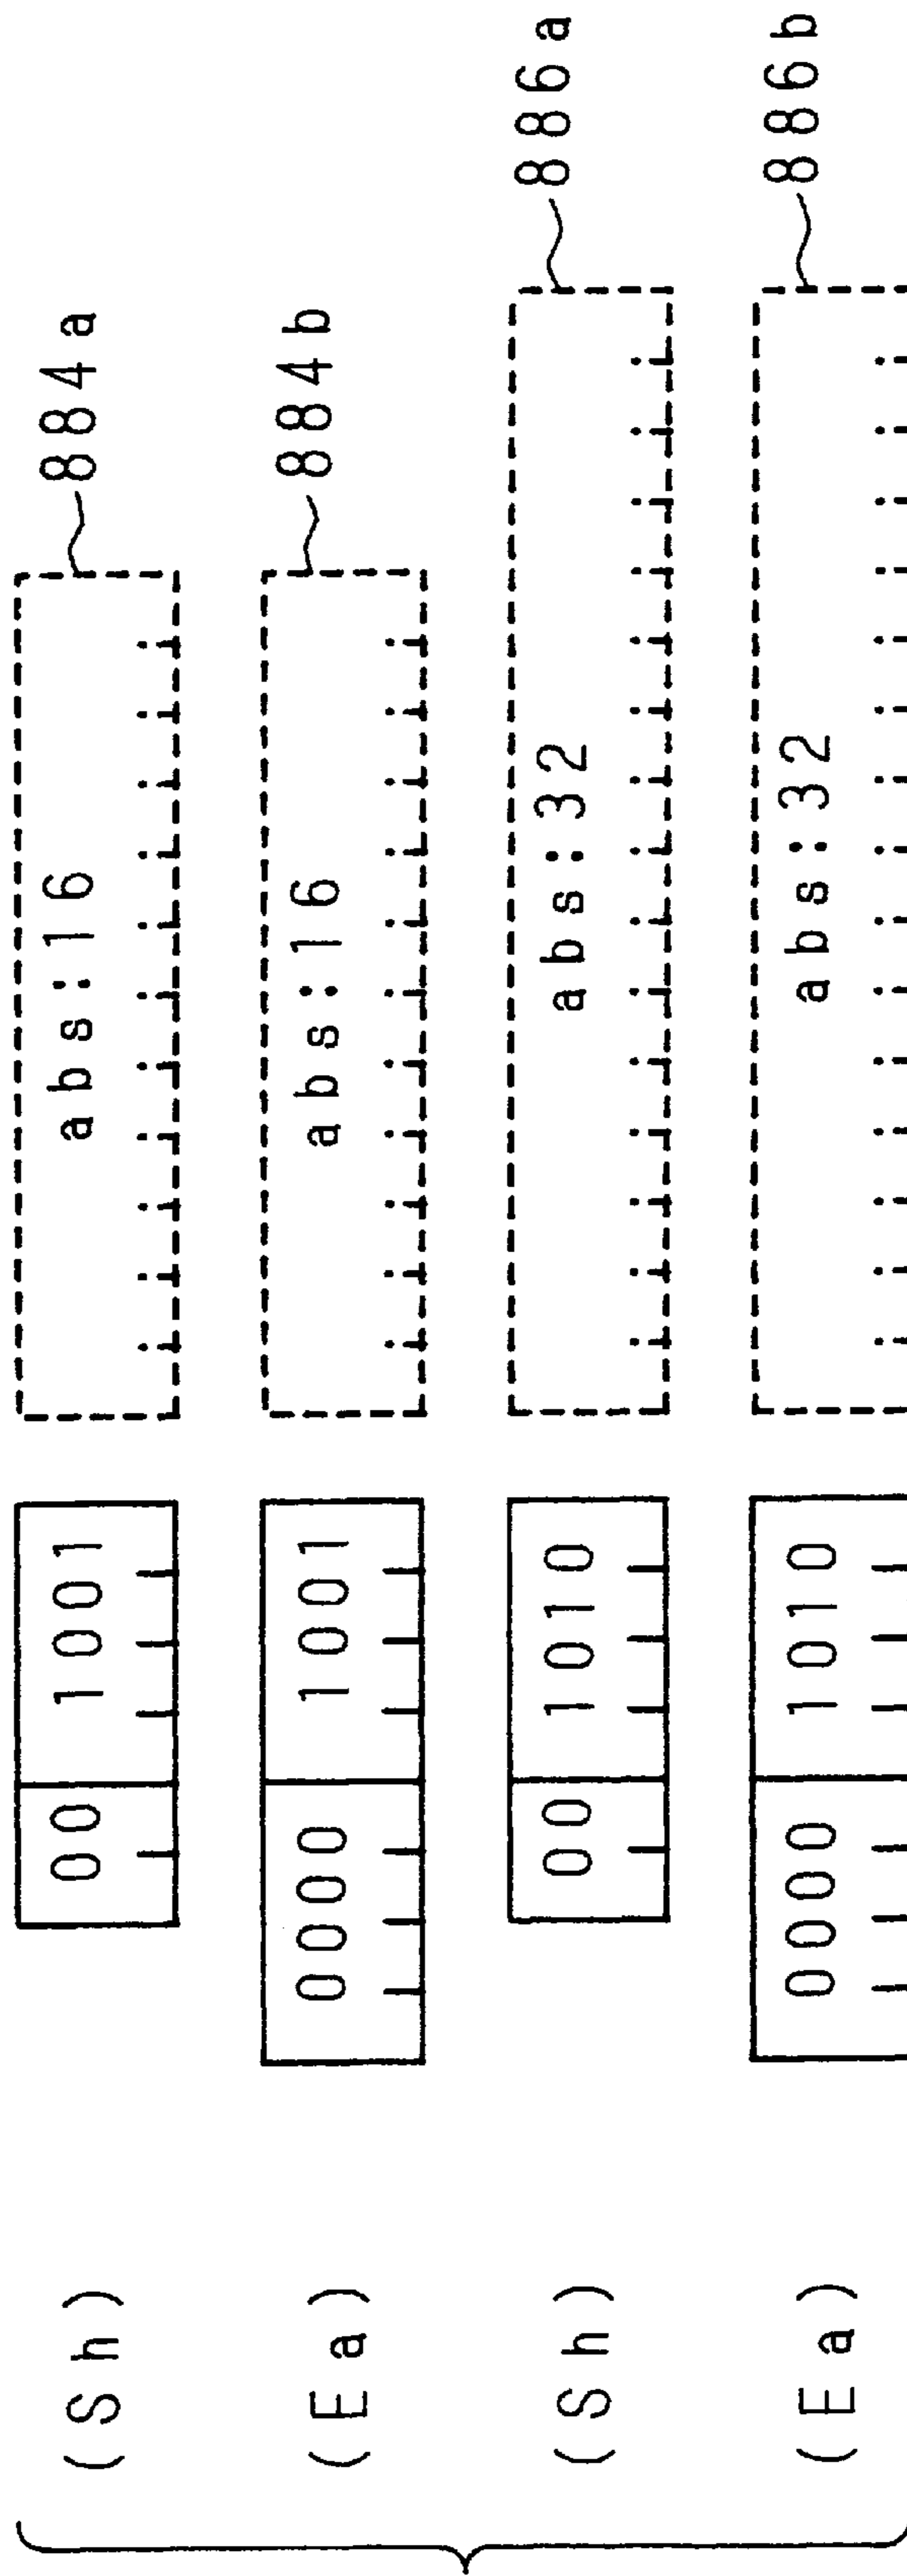 (Sh) 00 1001 abs:16 884a
(Ea) 0000 1001 abs:16 884b
(Sh) 00 1010 abs:32 886a
(Ea) 0000 1010 abs:32 886b